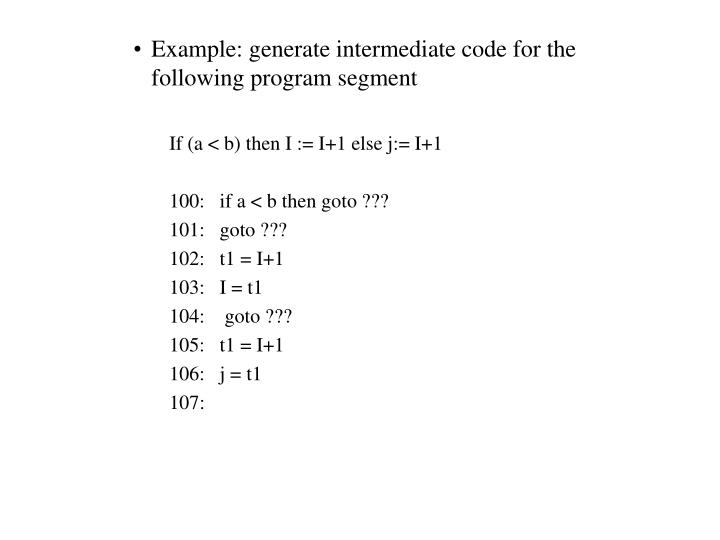 • Example: generate intermediate code for the
following program segment
If (a < b) then I := I+1 else j:= I+1
100: if a < b then goto ???
101: goto ???
102: t1 = I+1
103: I = t1
104: goto ???
105: t1 = I+1
106: j = t1
107: